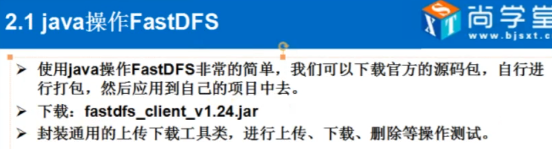 2.1 java操作FastDFS
尚学堂
www.bjsxt.com
使用java操作FastDFS非常的简单，我们可以下载官方的源码包，自行进
行打包，然后应用到自己的项目中去。
下载：fastdfs_client_v1.24.jar
封装通用的上传下载工具类，进行上传、下载、删除等操作测试。